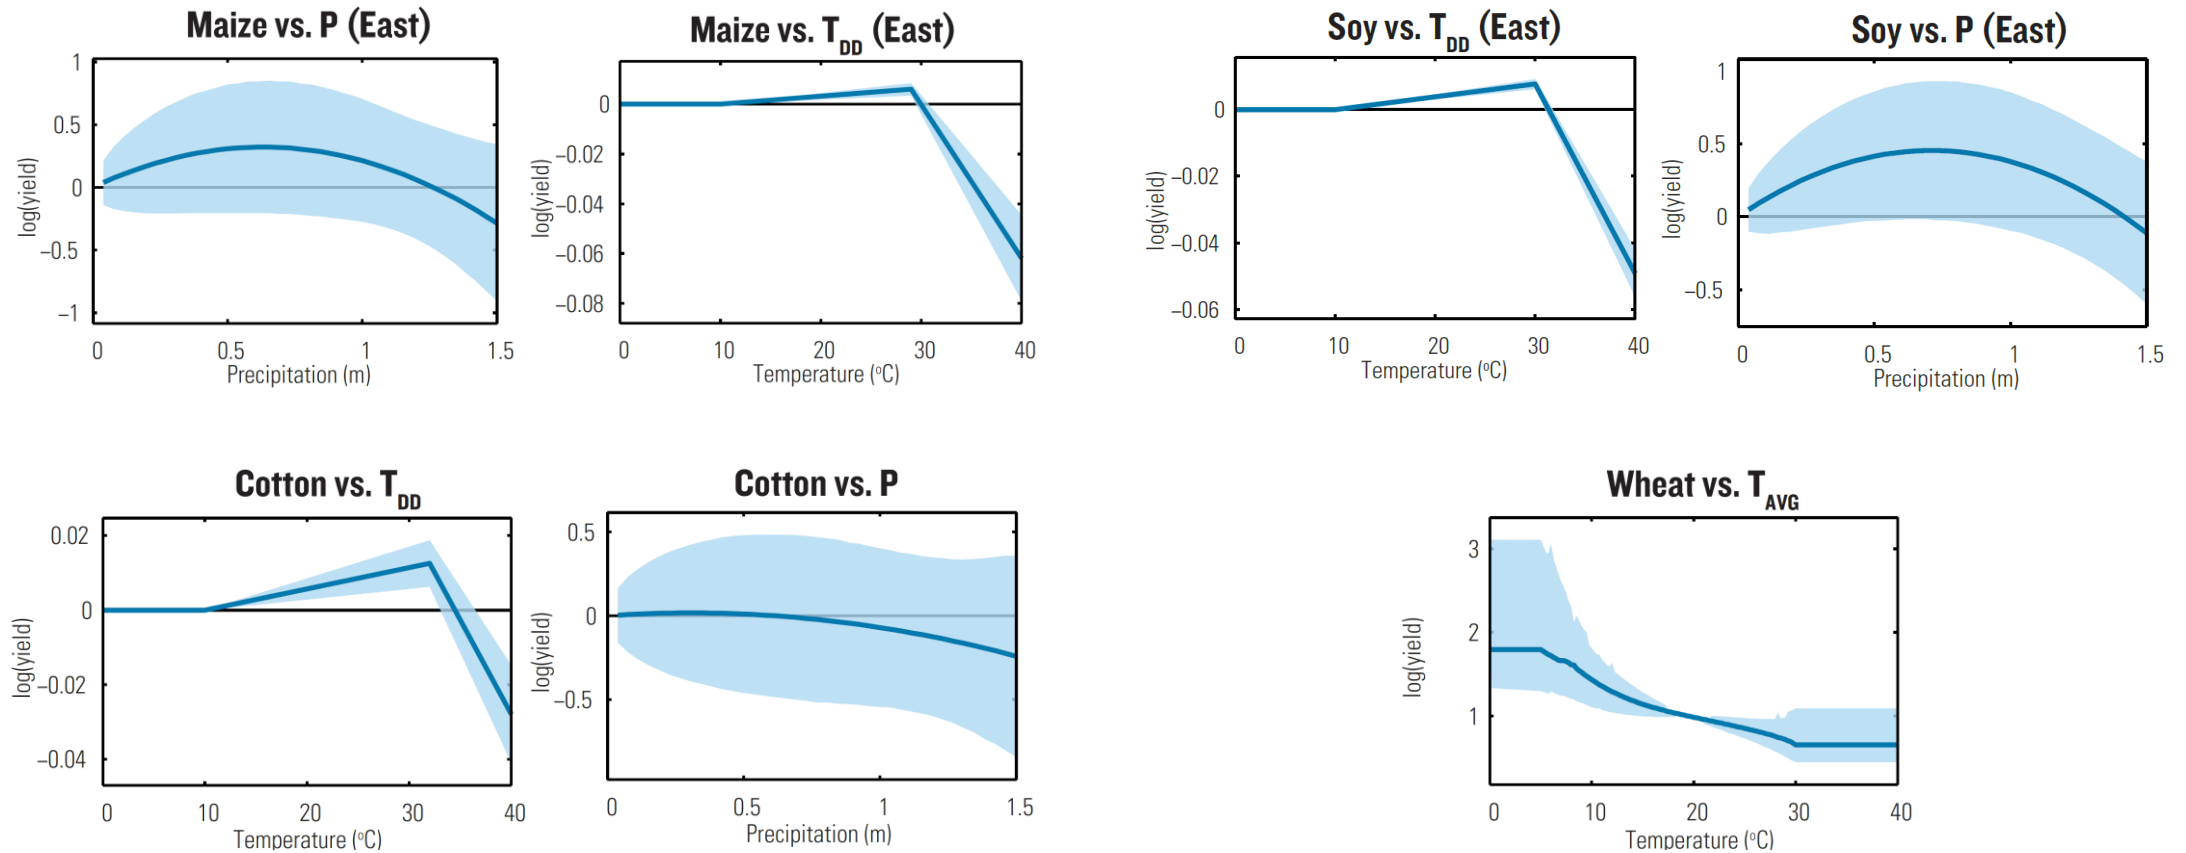 Maize vs. P (East)
1
0.5
0
–0.5
–1
log(yield)
0 0.5 1 1.5
Precipitation (m)
Maize vs. TDD (East)
0
–0.02
–0.04
–0.06
–0.08
log(yield)
0 10 20 30 40
Temperature (ºC)
Soy vs. TDD (East)
0
–0.02
–0.04
–0.06
log(yield)
0 10 20 30 40
Temperature (ºC)
Soy vs. P (East)
1
0.5
0
–0.5
log(yield)
0 0.5 1 1.5
Precipitation (m)
Cotton vs. TDD
0.02
0
–0.02
–0.04
log(yield)
0 10 20 30 40
Temperature (ºC)
Cotton vs. P
0.5
0
–0.5
log(yield)
0 0.5 1 1.5
Precipitation (m)
Wheat vs. TAVG
3
2
1
log(yield)
0 10 20 30 40
Temperature (ºC)